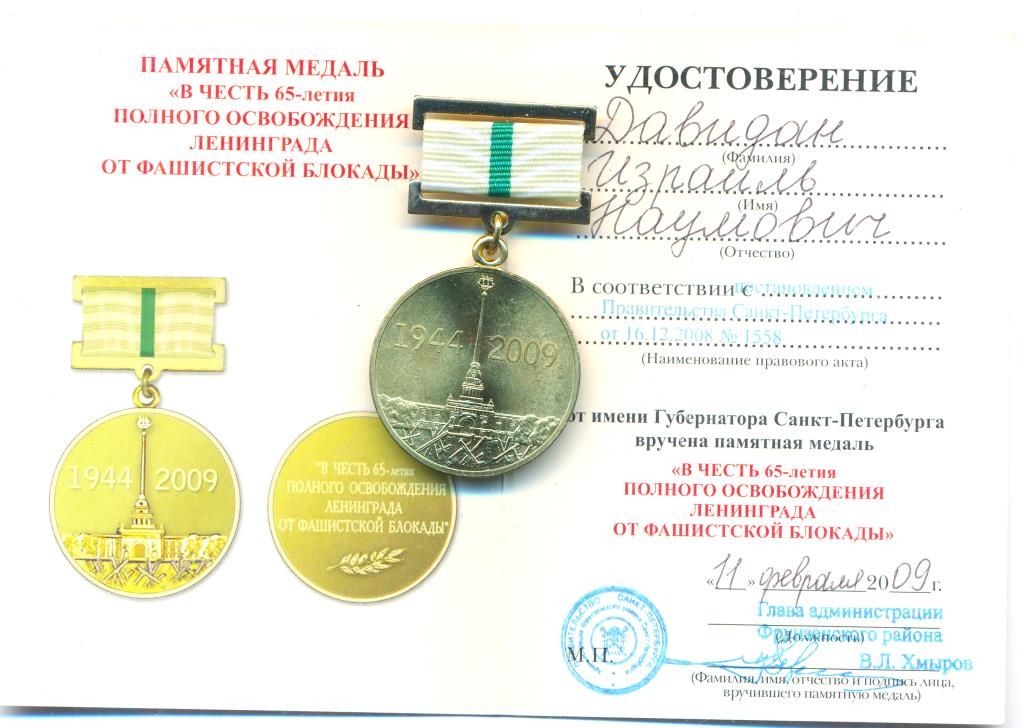 ПАМЯТНАЯ МЕДАЛЬ
«В ЧЕСТЬ 65-летия
ПОЛНОГО ОСВОБОЖДЕНИЯ
ЛЕНИНГРАДА
ОТ ФАШИСТСКОЙ БЛОКАДЫ»
1944 2009
"В ЧЕСТЬ 65-летия
ПОЛНОГО ОСВОБОЖДЕНИЯ
ЛЕНИНГРАДА
ОТ ФАШИСТСКОЙ БЛОКАДЫ"
1944 2009
УДОСТОВЕРЕНИЕ
Давидан
(Фамилия)
Израиль
(Имя)
Наумович
(Отчество)
В соответствии с постановлением
Правительства Санкт-Петербурга
от 16.12.2008 № 1558
(Наименование правового акта)
от имени Губернатора Санкт-Петербурга
вручена памятная медаль
«В ЧЕСТЬ 65-летия
ПОЛНОГО ОСВОБОЖДЕНИЯ
ЛЕНИНГРАДА
ОТ ФАШИСТСКОЙ БЛОКАДЫ»
«11» февраля 2009 г.
Глава администрации
Фрунзенского района
(Должность)
В.Л. Хмыров
М.П.
(Фамилия, имя, отчество и подпись лица,
вручившего памятную медаль)
ПРАВИТЕЛЬСТВО САНКТ-ПЕТЕРБУРГА